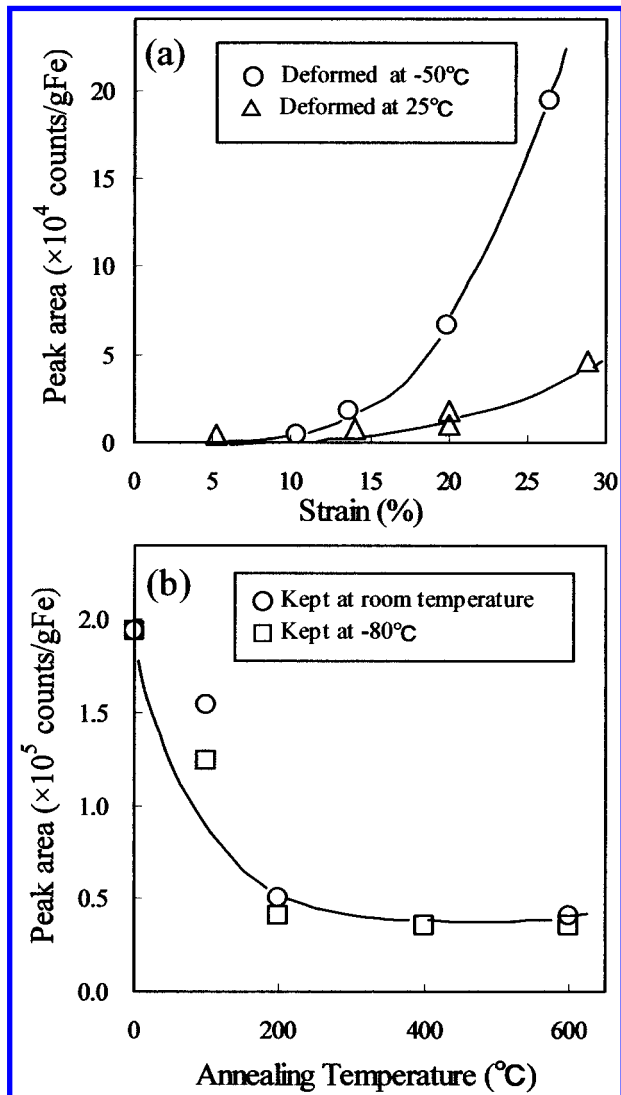 (a)
Deformed at -50℃
Deformed at 25℃
20
15
10
5
0
Peak area (×10⁴ counts/gFe)
0 5 10 15 20 25 30
Strain (%)
(b)
Kept at room temperature
Kept at -80℃
2.0
1.5
1.0
0.5
0.0
Peak area (×10⁵ counts/gFe)
0 200 400 600
Annealing Temperature (℃)